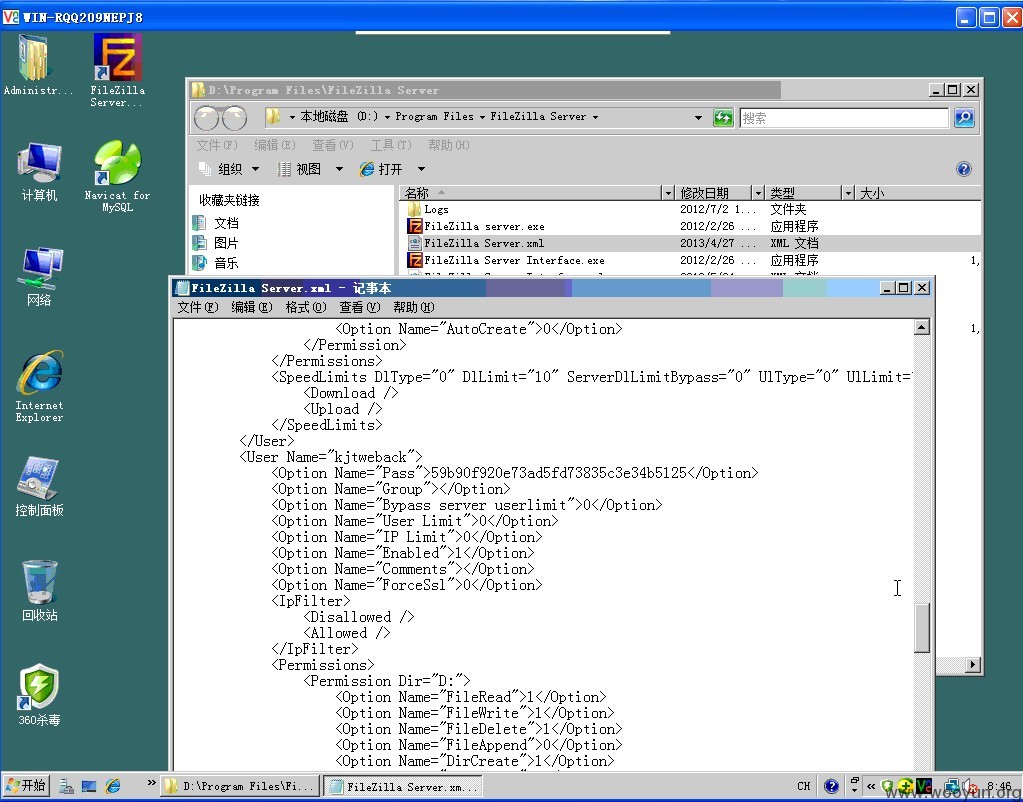 WIN-RQQ209NEPJ8
Administr...
FileZilla
Server...
计算机
Navicat for
MySQL
网络
Internet
Explorer
控制面板
回收站
360杀毒
D:\Program Files\FileZilla Server
本地磁盘 (D:) Program Files FileZilla Server
搜索
文件(F) 编辑(E) 查看(V) 工具(T) 帮助(H)
组织 视图 打开
收藏夹链接
文档
图片
音乐
名称 修改日期 类型 大小
Logs 2012/7/2 1... 文件夹
FileZilla server.exe 2012/2/26 ... 应用程序
FileZilla Server.xml 2013/4/27 ... XML 文档
FileZilla Server Interface.exe 2012/2/26 ... 应用程序 1,
1,
FileZilla Server.xml - 记事本
文件(F) 编辑(E) 格式(O) 查看(V) 帮助(H)
<Option Name="AutoCreate">0</Option>
</Permission>
</Permissions>
<SpeedLimits DlType="0" DlLimit="10" ServerDlLimitBypass="0" UlType="0" UlLimit="
<Download />
<Upload />
</SpeedLimits>
</User>
<User Name="kjtweback">
<Option Name="Pass">59b90f920e73ad5fd73835c3e34b5125</Option>
<Option Name="Group"></Option>
<Option Name="Bypass server userlimit">0</Option>
<Option Name="User Limit">0</Option>
<Option Name="IP Limit">0</Option>
<Option Name="Enabled">1</Option>
<Option Name="Comments"></Option>
<Option Name="ForceSsl">0</Option>
<IpFilter>
<Disallowed />
<Allowed />
</IpFilter>
<Permissions>
<Permission Dir="D:">
<Option Name="FileRead">1</Option>
<Option Name="FileWrite">1</Option>
<Option Name="FileDelete">1</Option>
<Option Name="FileAppend">0</Option>
<Option Name="DirCreate">1</Option>
开始 » D:\Program Files\Fi... FileZilla Server.xm... CH « 8:46
www.wooyun.org